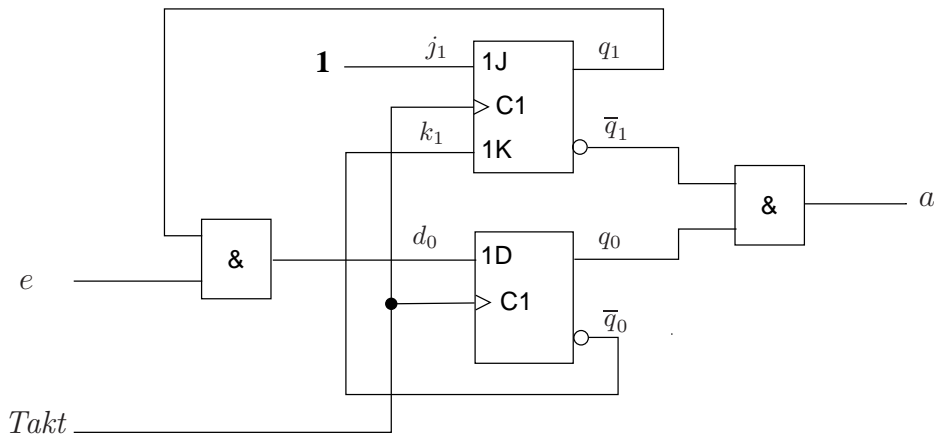 1
j₁
1J
q₁
C1
k₁
1K
q̅₁
&
a
&
d₀
1D
q₀
e
C1
q̅₀
Takt